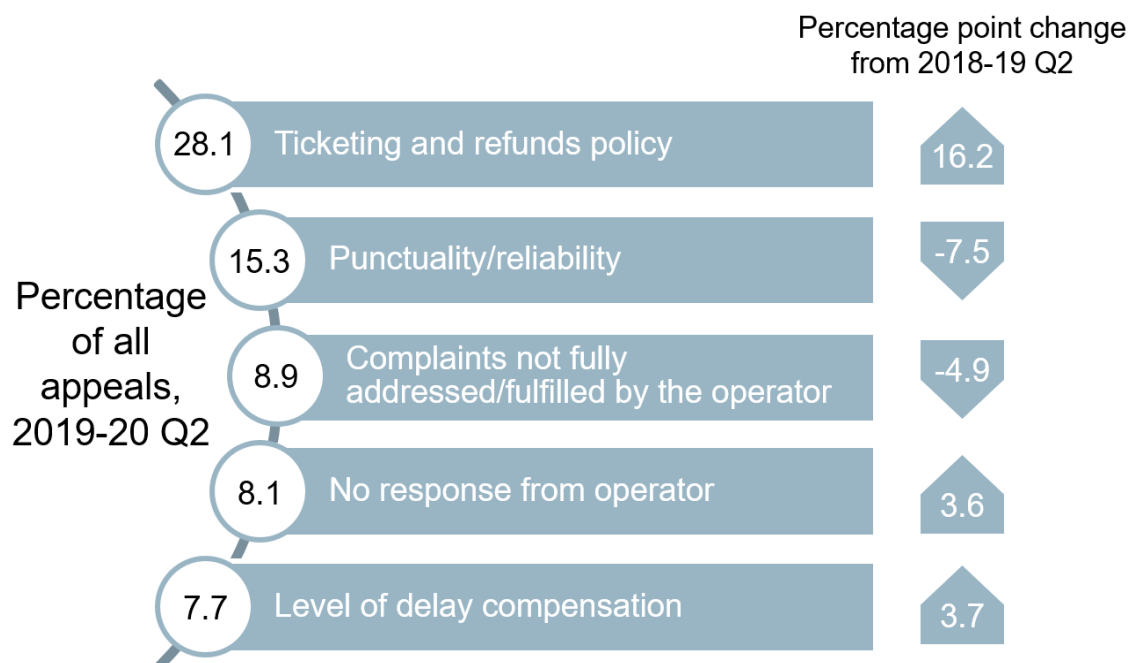 Percentage point change
from 2018-19 Q2
28.1 Ticketing and refunds policy 16.2
15.3 Punctuality/reliability -7.5
Percentage
of all
appeals,
2019-20 Q2
8.9 Complaints not fully
addressed/fulfilled by the operator -4.9
8.1 No response from operator 3.6
7.7 Level of delay compensation 3.7